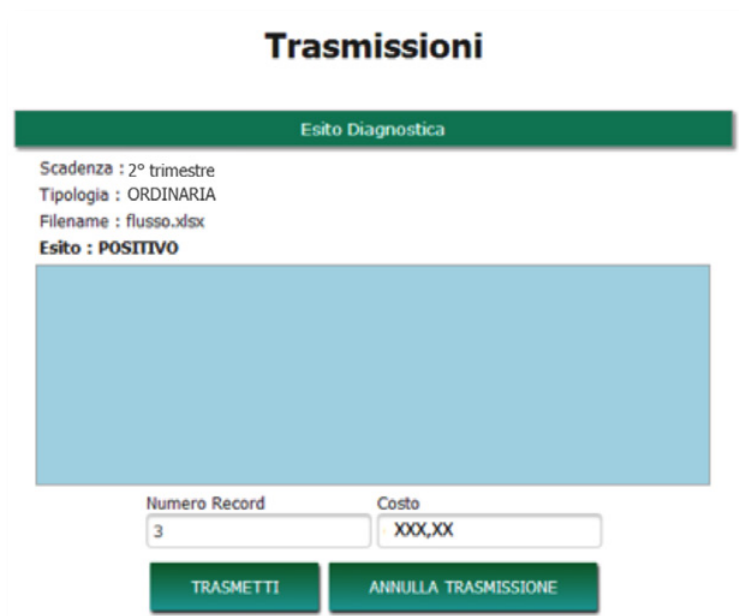 Trasmissioni
Esito Diagnostica
Scadenza : 2° trimestre
Tipologia : ORDINARIA
Filename : flusso.xlsx
Esito : POSITIVO
Numero Record Costo
3 XXX,XX
TRASMETTI ANNULLA TRASMISSIONE